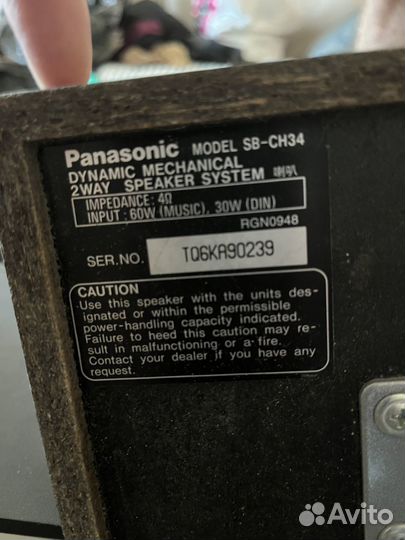 Panasonic MODEL SB-CH34
DYNAMIC MECHANICAL
2WAY SPEAKER SYSTEM 喇叭
IMPEDANCE: 4Ω
INPUT: 60W (MUSIC), 30W (DIN)
RGN0948
SER.NO. TQ6KA90239
CAUTION
Use this speaker with the units des-
ignated or within the permissible
power-handling capacity indicated.
Failure to heed this caution may re-
sult in malfunctioning or a fire.
Contact your dealer if you have any
request.
Avito